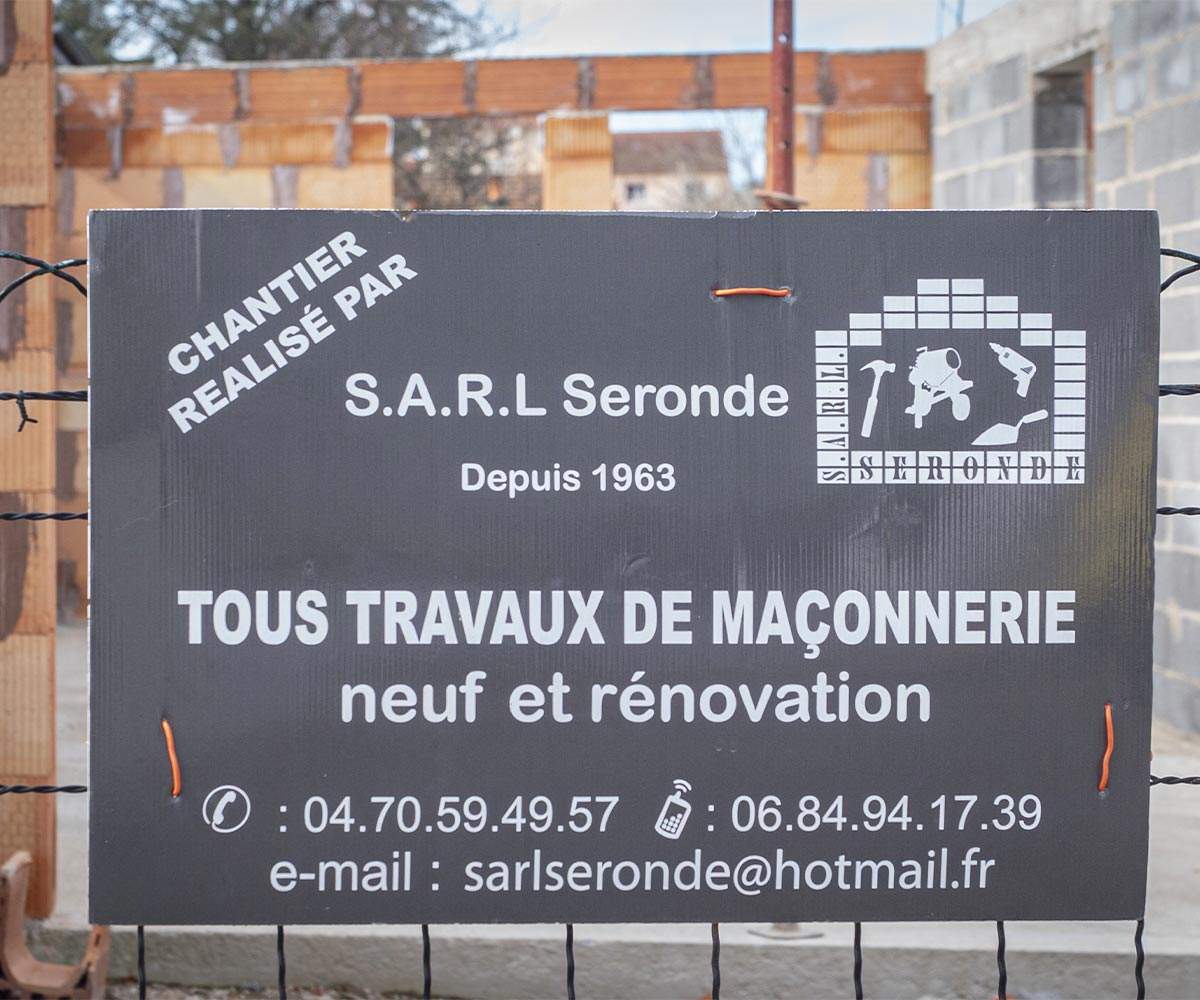 CHANTIER
REALISÉ PAR
S.A.R.L Seronde
Depuis 1963
S.A.R.L.
SERONDE
TOUS TRAVAUX DE MAÇONNERIE
neuf et rénovation
: 04.70.59.49.57 : 06.84.94.17.39
e-mail : sarlseronde@hotmail.fr